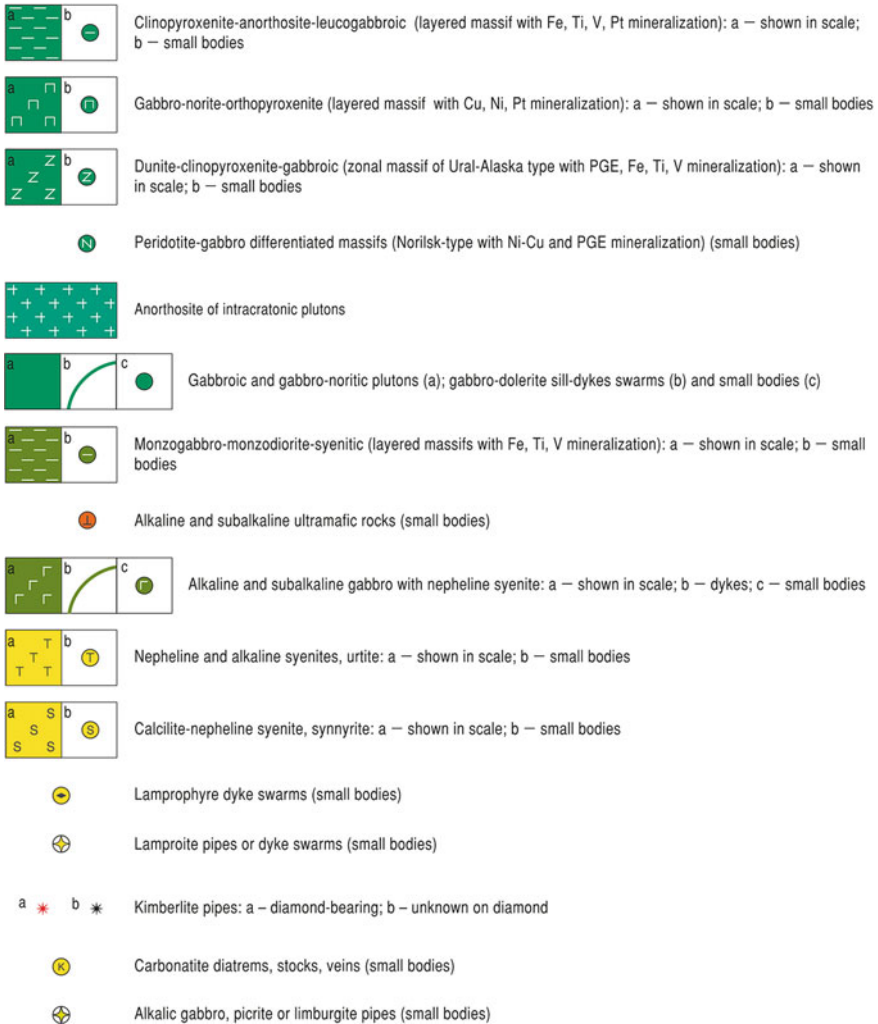 a b Clinopyroxenite-anorthosite-leucogabbroic (layered massif with Fe, Ti, V, Pt mineralization): a — shown in scale;
b — small bodies
a b Gabbro-norite-orthopyroxenite (layered massif with Cu, Ni, Pt mineralization): a — shown in scale; b — small bodies
a Z b Z Z Z Z Dunite-clinopyroxenite-gabbroic (zonal massif of Ural-Alaska type with PGE, Fe, Ti, V mineralization): a — shown
in scale; b — small bodies
N Peridotite-gabbro differentiated massifs (Norilsk-type with Ni-Cu and PGE mineralization) (small bodies)
Anorthosite of intracratonic plutons
a b c Gabbroic and gabbro-noritic plutons (a); gabbro-dolerite sill-dykes swarms (b) and small bodies (c)
a b Monzogabbro-monzodiorite-syenitic (layered massifs with Fe, Ti, V mineralization): a — shown in scale; b — small
bodies
Alkaline and subalkaline ultramafic rocks (small bodies)
a b c Alkaline and subalkaline gabbro with nepheline syenite: a — shown in scale; b — dykes; c — small bodies
a T b T T T T Nepheline and alkaline syenites, urtite: a — shown in scale; b — small bodies
a S b S S S S Calcilite-nepheline syenite, synnyrite: a — shown in scale; b — small bodies
Lamprophyre dyke swarms (small bodies)
Lamproite pipes or dyke swarms (small bodies)
a b Kimberlite pipes: a – diamond-bearing; b – unknown on diamond
K Carbonatite diatrems, stocks, veins (small bodies)
Alkalic gabbro, picrite or limburgite pipes (small bodies)